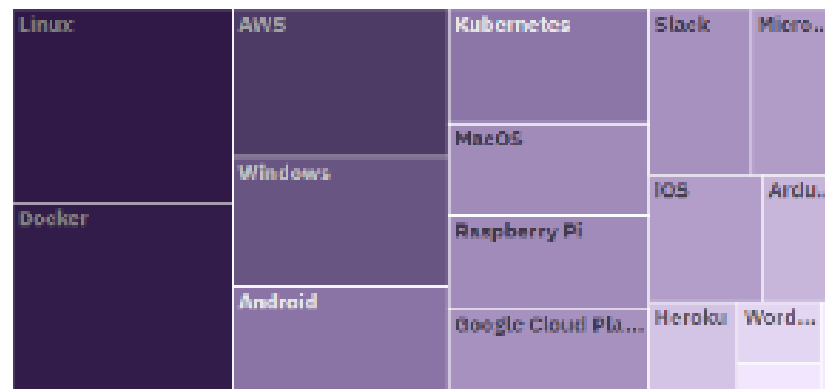 Linux
Docker
AWS
Windows
Android
Kubernetes
MacOS
Raspberry Pi
Google Cloud Pla...
Slack
Micro...
iOS
Ardu...
Heroku
Word...